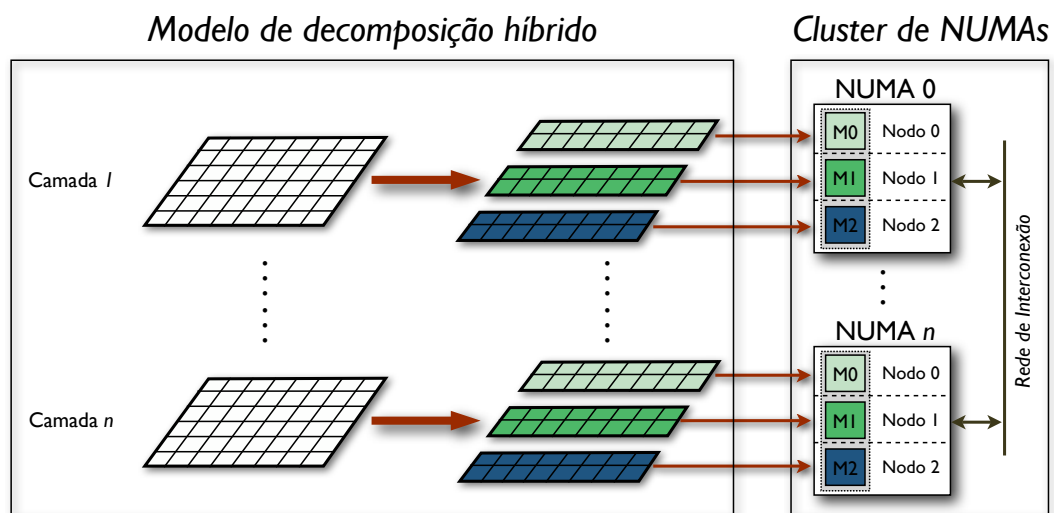 Modelo de decomposição híbrido
Cluster de NUMAs
Camada 1
NUMA 0
M0 Nodo 0
M1 Nodo 1
M2 Nodo 2
Rede de Interconexão
Camada n
NUMA n
M0 Nodo 0
M1 Nodo 1
M2 Nodo 2